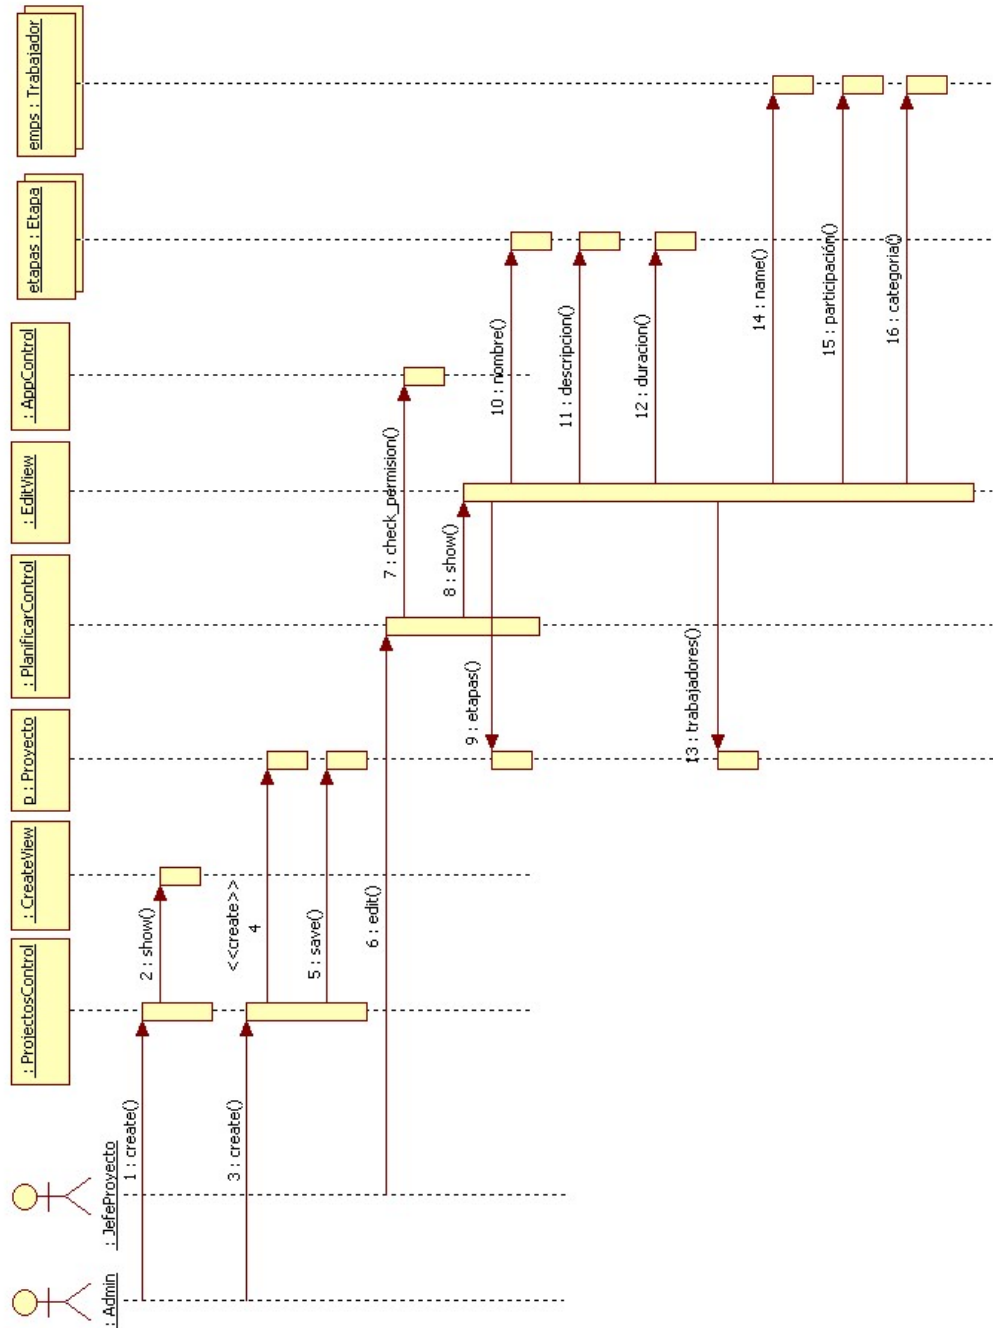 : Admin
: JefeProyecto
: ProjectosControl
: CreateView
p : Proyecto
: PlanificarControl
: EditView
: AppControl
etapas : Etapa
emps : Trabajador
1 : create()
2 : show()
3 : create()
<<create>>
4
5 : save()
6 : edit()
7 : check_permision()
8 : show()
9 : etapas()
10 : nombre()
11 : descripcion()
12 : duracion()
13 : trabajadores()
14 : name()
15 : participación()
16 : categoria()